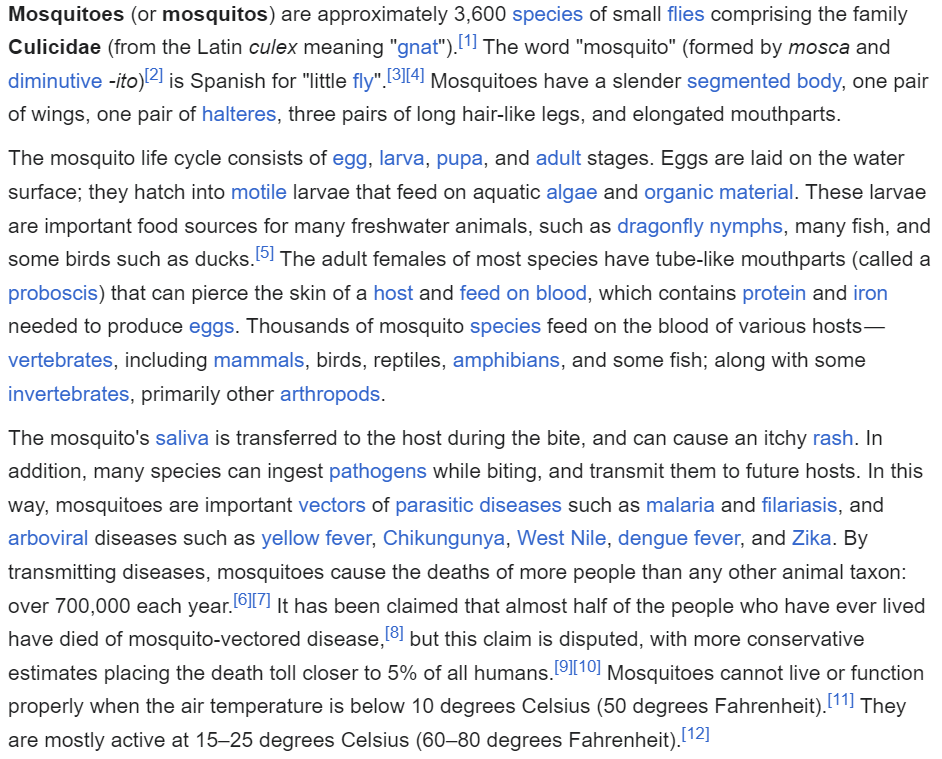 Mosquitoes (or mosquitos) are approximately 3,600 species of small flies comprising the family
Culicidae (from the Latin culex meaning "gnat").[1] The word "mosquito" (formed by mosca and
diminutive -ito)[2] is Spanish for "little fly".[3][4] Mosquitoes have a slender segmented body, one pair
of wings, one pair of halteres, three pairs of long hair-like legs, and elongated mouthparts.
The mosquito life cycle consists of egg, larva, pupa, and adult stages. Eggs are laid on the water
surface; they hatch into motile larvae that feed on aquatic algae and organic material. These larvae
are important food sources for many freshwater animals, such as dragonfly nymphs, many fish, and
some birds such as ducks.[5] The adult females of most species have tube-like mouthparts (called a
proboscis) that can pierce the skin of a host and feed on blood, which contains protein and iron
needed to produce eggs. Thousands of mosquito species feed on the blood of various hosts—
vertebrates, including mammals, birds, reptiles, amphibians, and some fish; along with some
invertebrates, primarily other arthropods.
The mosquito's saliva is transferred to the host during the bite, and can cause an itchy rash. In
addition, many species can ingest pathogens while biting, and transmit them to future hosts. In this
way, mosquitoes are important vectors of parasitic diseases such as malaria and filariasis, and
arboviral diseases such as yellow fever, Chikungunya, West Nile, dengue fever, and Zika. By
transmitting diseases, mosquitoes cause the deaths of more people than any other animal taxon:
over 700,000 each year.[6][7] It has been claimed that almost half of the people who have ever lived
have died of mosquito-vectored disease,[8] but this claim is disputed, with more conservative
estimates placing the death toll closer to 5% of all humans.[9][10] Mosquitoes cannot live or function
properly when the air temperature is below 10 degrees Celsius (50 degrees Fahrenheit).[11] They
are mostly active at 15–25 degrees Celsius (60–80 degrees Fahrenheit).[12]